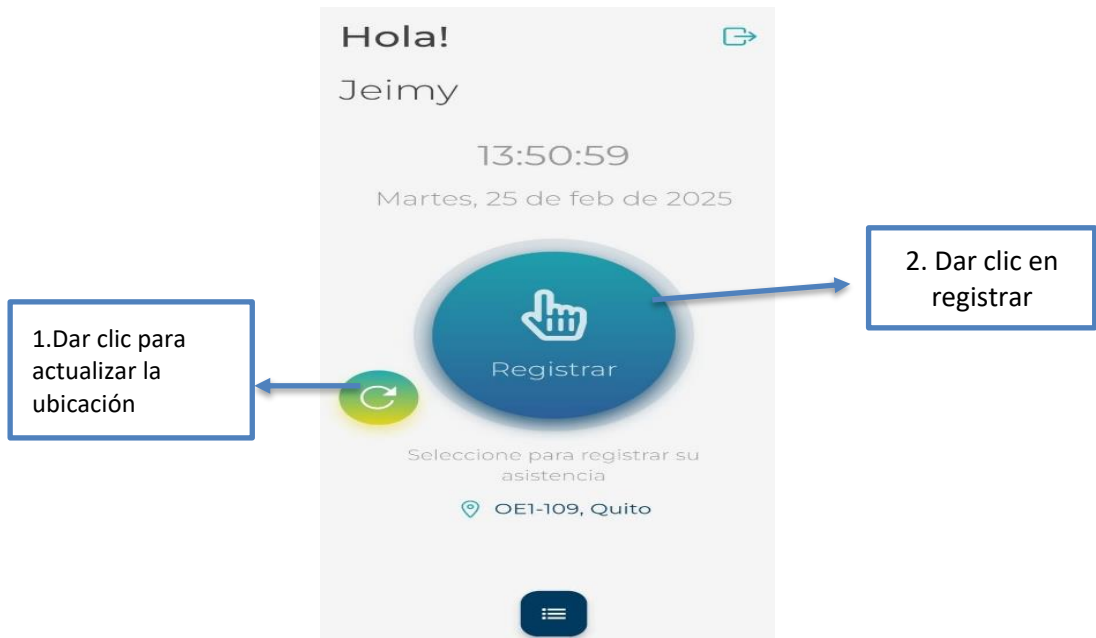 Hola!
Jeimy
13:50:59
Martes, 25 de feb de 2025
2. Dar clic en
registrar
1.Dar clic para
actualizar la
ubicación
Registrar
Seleccione para registrar su
asistencia
OE1-109, Quito